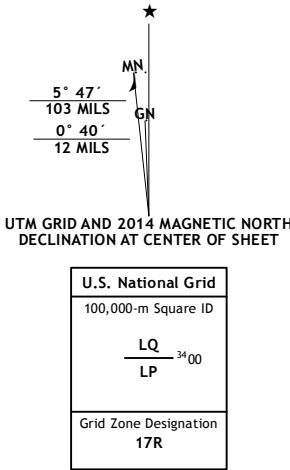 ★
MN
GN
5° 47´
103 MILS
0° 40´
12 MILS
UTM GRID AND 2014 MAGNETIC NORTH
DECLINATION AT CENTER OF SHEET
U.S. National Grid
100,000-m Square ID
LQ
³⁴00
LP
Grid Zone Designation
17R